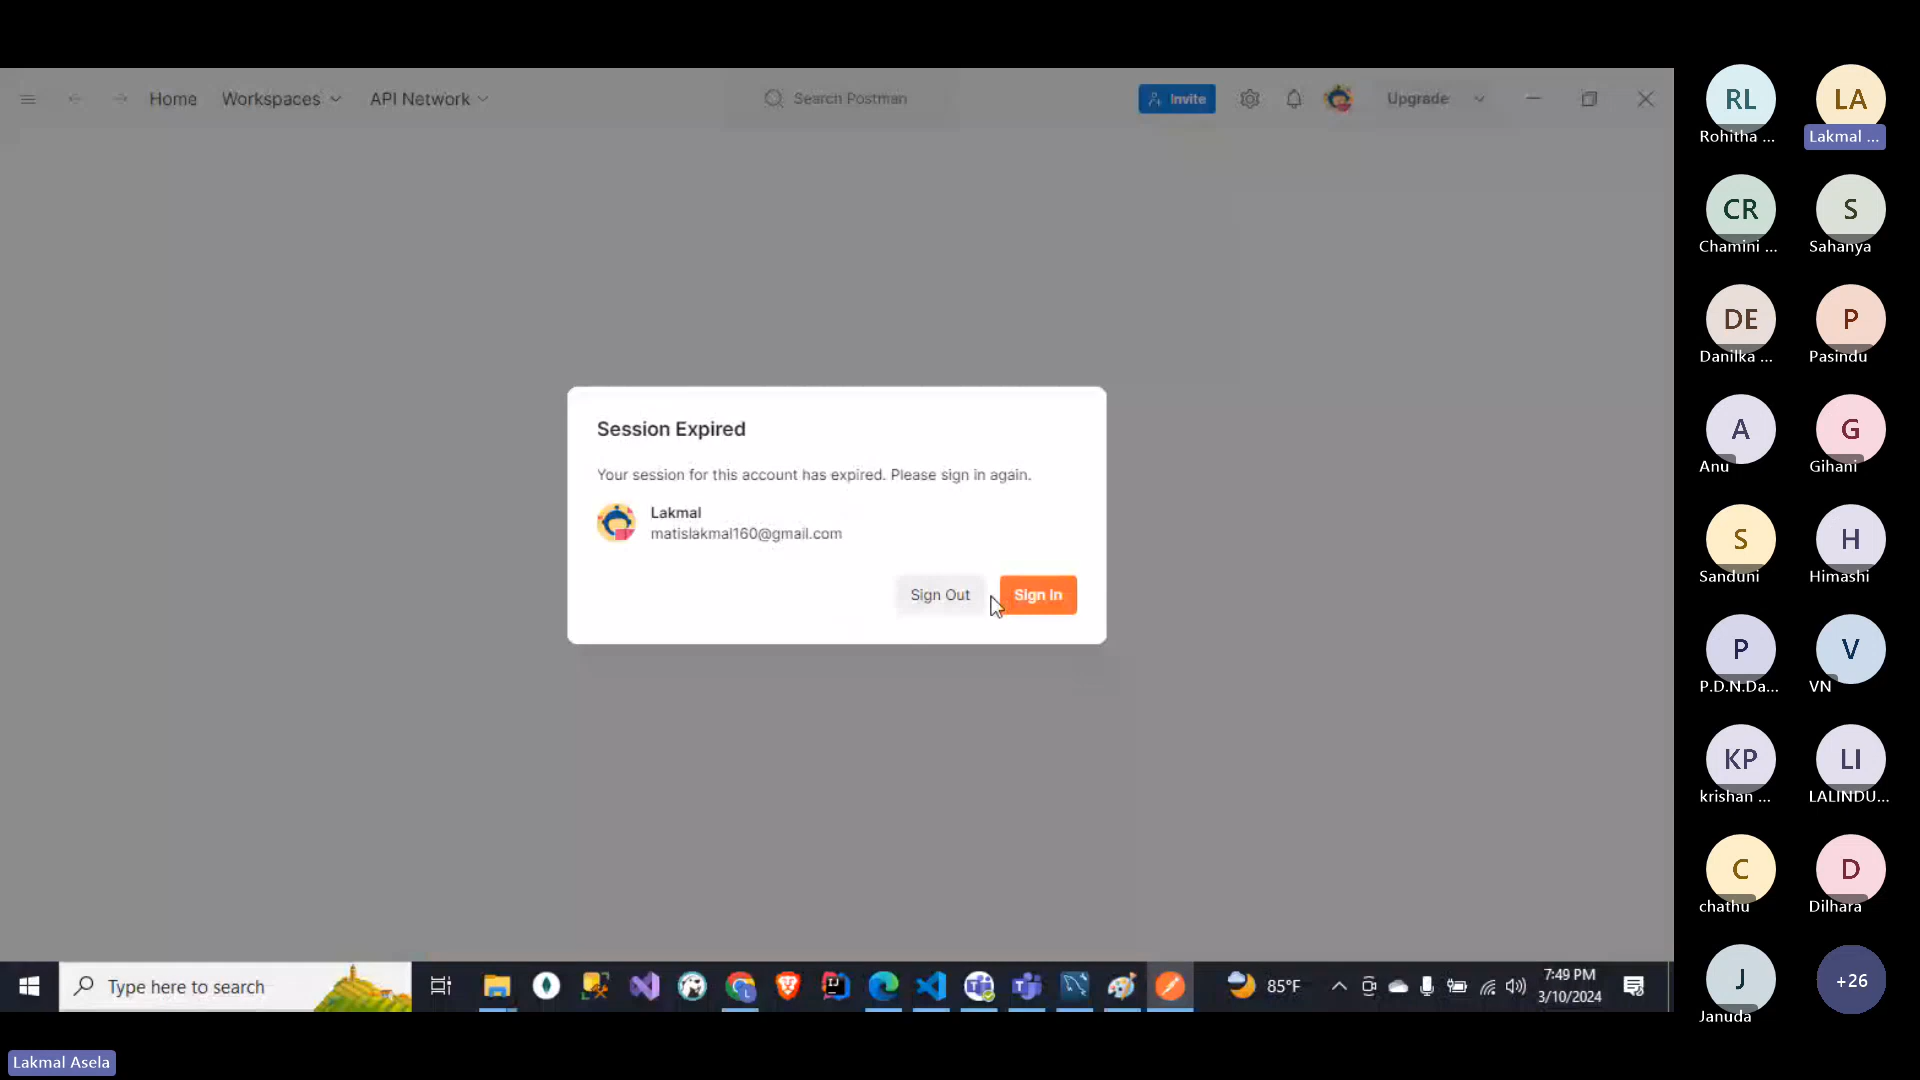 Home
Workspaces
API Network
Search Postman
Invite
Upgrade
Session Expired
Your session for this account has expired. Please sign in again.
Lakmal
matislakmal160@gmail.com
Sign Out
Sign In
Type here to search
85°F
7:49 PM
3/10/2024
Lakmal Asela
RL
Rohitha ...
LA
Lakmal ...
CR
Chamini ...
S
Sahanya
DE
Danilka ...
P
Pasindu
A
Anu
G
Gihani
S
Sanduni
H
Himashi
P
P.D.N.Da...
V
VN
KP
krishan ...
LI
LALINDU...
C
chathu
D
Dilhara
J
Januda
+26